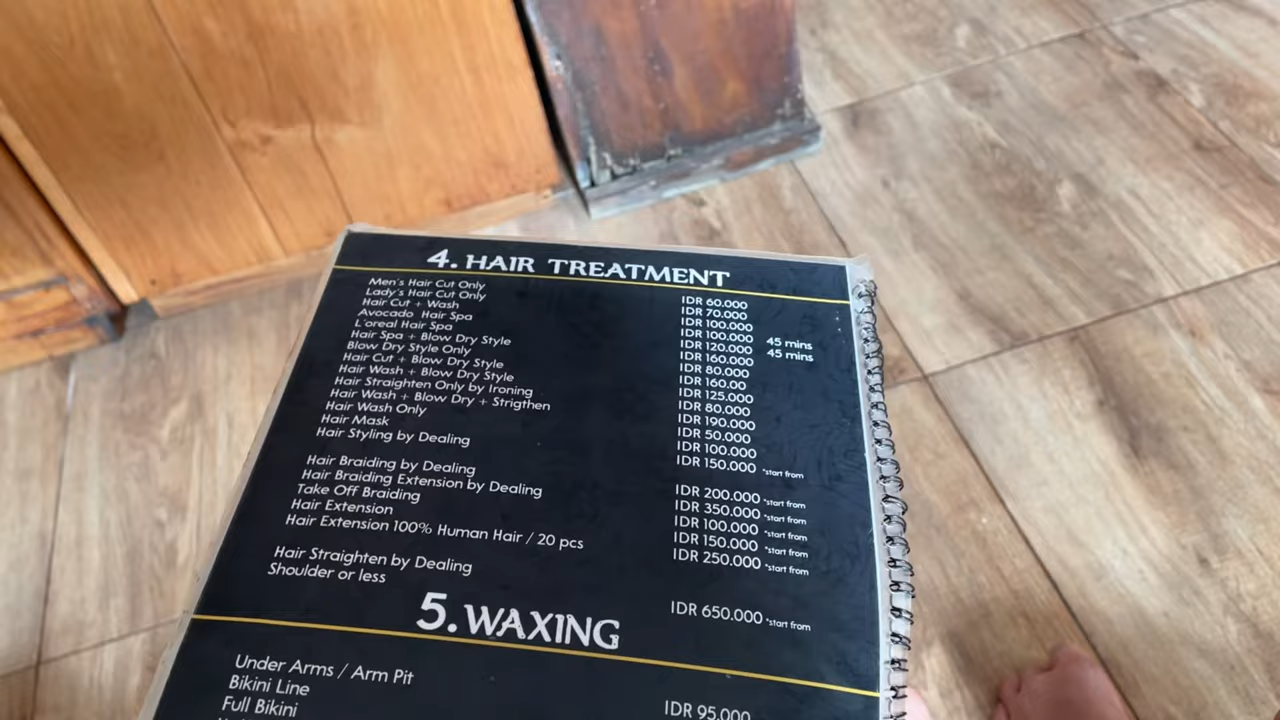 4. HAIR TREATMENT
Men's Hair Cut Only IDR 60.000
Lady's Hair Cut Only IDR 70.000
Hair Cut + Wash IDR 100.000
Avocado Hair Spa IDR 100.000 45 mins
L'oreal Hair Spa IDR 120.000 45 mins
Hair Spa + Blow Dry Style IDR 160.000
Blow Dry Style Only IDR 80.000
Hair Cut + Blow Dry Style IDR 160.00
Hair Wash + Blow Dry Style IDR 125.000
Hair Straighten Only by Ironing IDR 80.000
Hair Wash + Blow Dry + Strigthen IDR 190.000
Hair Wash Only IDR 50.000
Hair Mask IDR 100.000
Hair Styling by Dealing IDR 150.000 *start from
Hair Braiding by Dealing IDR 200.000 *start from
Hair Braiding Extension by Dealing IDR 350.000 *start from
Take Off Braiding IDR 100.000 *start from
Hair Extension IDR 150.000 *start from
Hair Extension 100% Human Hair / 20 pcs IDR 250.000 *start from
Hair Straighten by Dealing
Shoulder or less IDR 650.000 *start from
5. WAXING
Under Arms / Arm Pit IDR 95.000
Bikini Line
Full Bikini